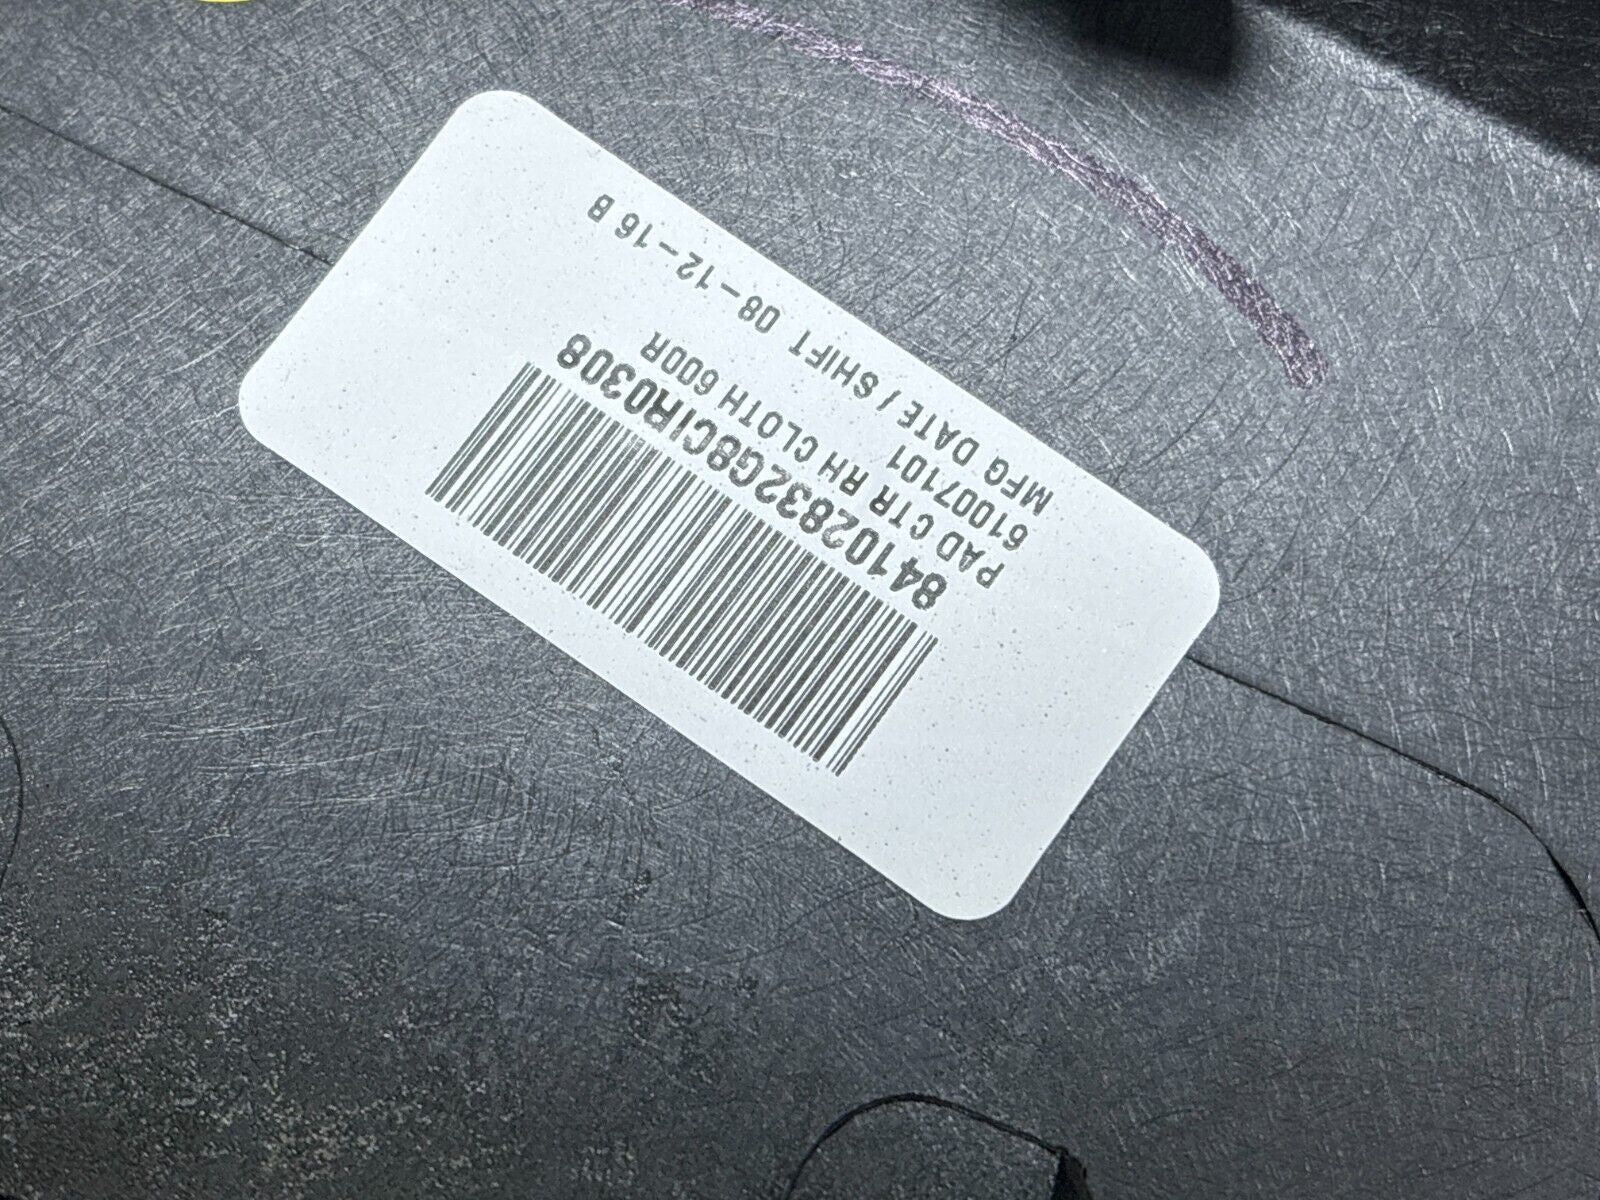 84102832G8CIR0308
PAD CTR RH CLOTH 600R
61007101
MFG DATE / SHIFT 08-12-16 B